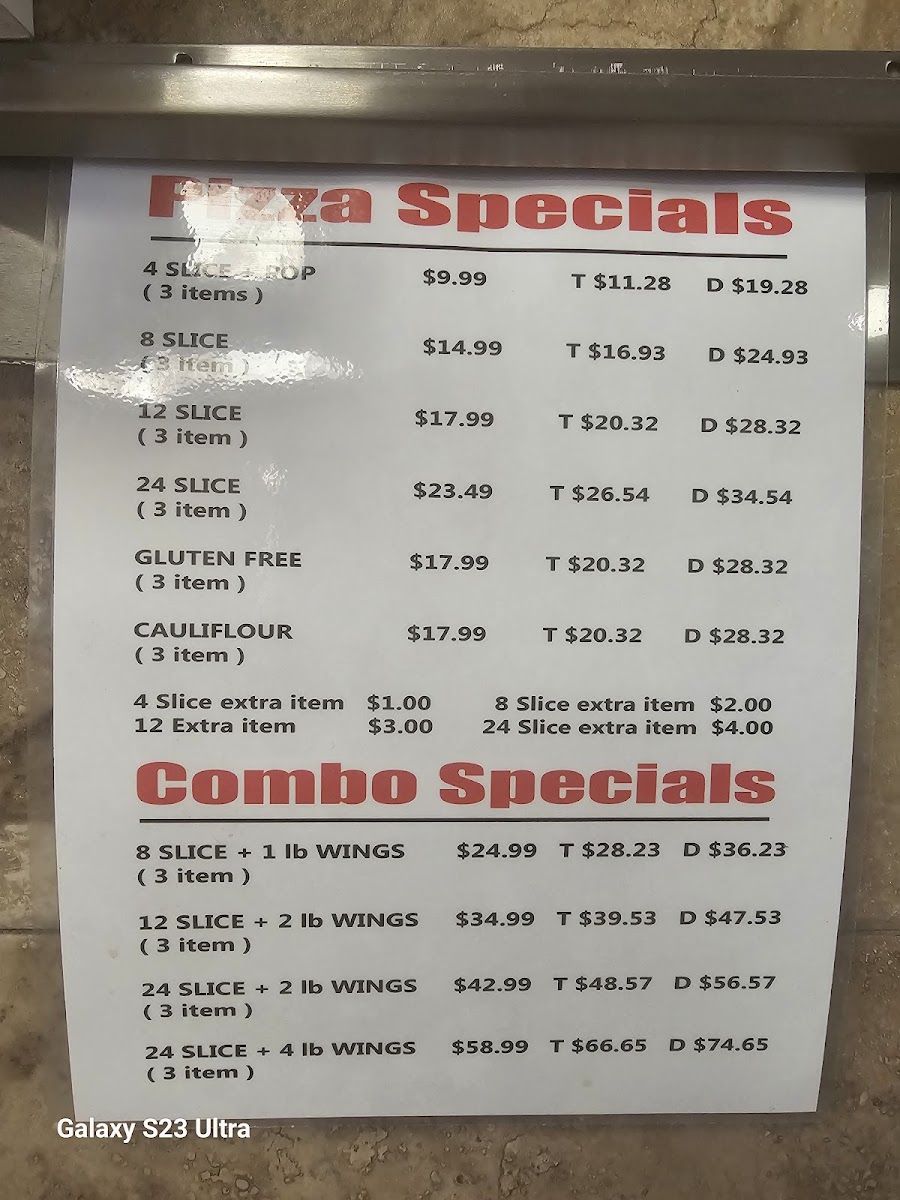 Pizza Specials
4 SLICE + POP $9.99 T $11.28 D $19.28
( 3 items )
8 SLICE $14.99 T $16.93 D $24.93
( 3 item )
12 SLICE $17.99 T $20.32 D $28.32
( 3 item )
24 SLICE $23.49 T $26.54 D $34.54
( 3 item )
GLUTEN FREE $17.99 T $20.32 D $28.32
( 3 item )
CAULIFLOUR $17.99 T $20.32 D $28.32
( 3 item )
4 Slice extra item $1.00 8 Slice extra item $2.00
12 Extra item $3.00 24 Slice extra item $4.00
Combo Specials
8 SLICE + 1 lb WINGS $24.99 T $28.23 D $36.23
( 3 item )
12 SLICE + 2 lb WINGS $34.99 T $39.53 D $47.53
( 3 item )
24 SLICE + 2 lb WINGS $42.99 T $48.57 D $56.57
( 3 item )
24 SLICE + 4 lb WINGS $58.99 T $66.65 D $74.65
( 3 item )
Galaxy S23 Ultra